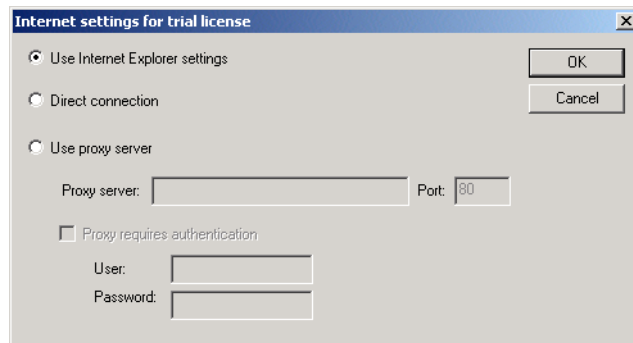 Internet settings for trial license
Use Internet Explorer settings
OK
Direct connection
Cancel
Use proxy server
Proxy server:
Port: 80
Proxy requires authentication
User:
Password: